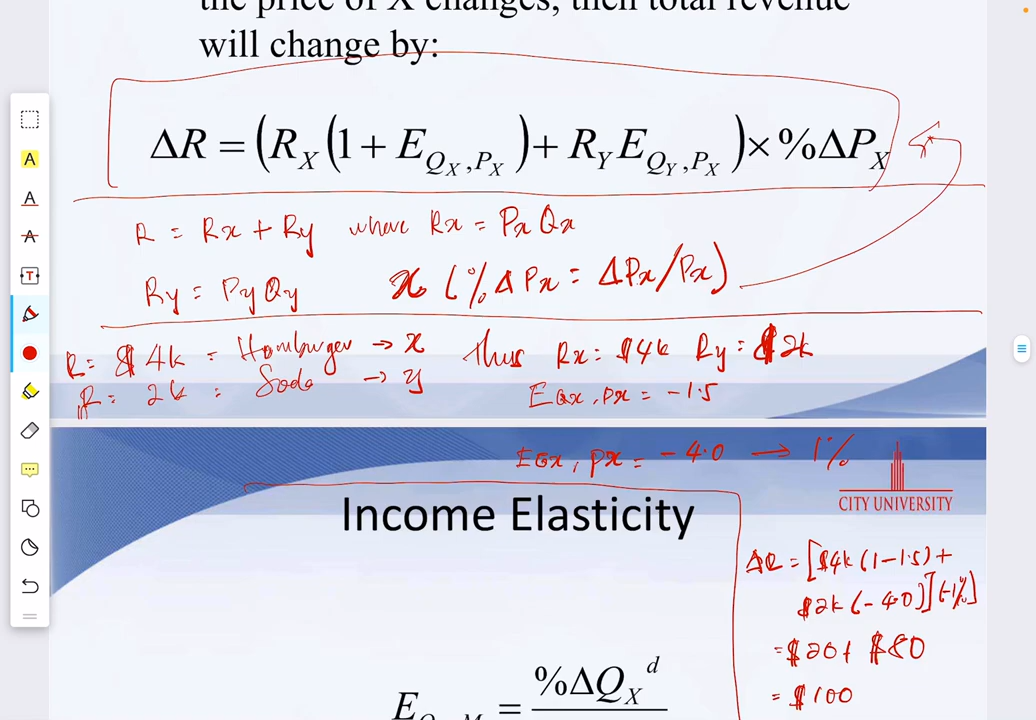 the price of X changes, then total revenue
will change by:
ΔR = (R_X (1 + E_{Q_X, P_X}) + R_Y E_{Q_Y, P_X}) × %ΔP_X
R = Rx + Ry where Rx = Px Qx
Ry = Py Qy (%ΔPx = ΔPx/Px)
R = $4k = Hamburger → x Thus Rx = $4k Ry = $2k
R = 2k = Soda → y EQx, Px = -1.5
EQx, Px = -4.0 → 1%
CITY UNIVERSITY
Income Elasticity
ΔR = [$4k (1-1.5) +
$2k (-4.0)] (-1%)
= $20 + $80
= $100
%ΔQ_X^d
=